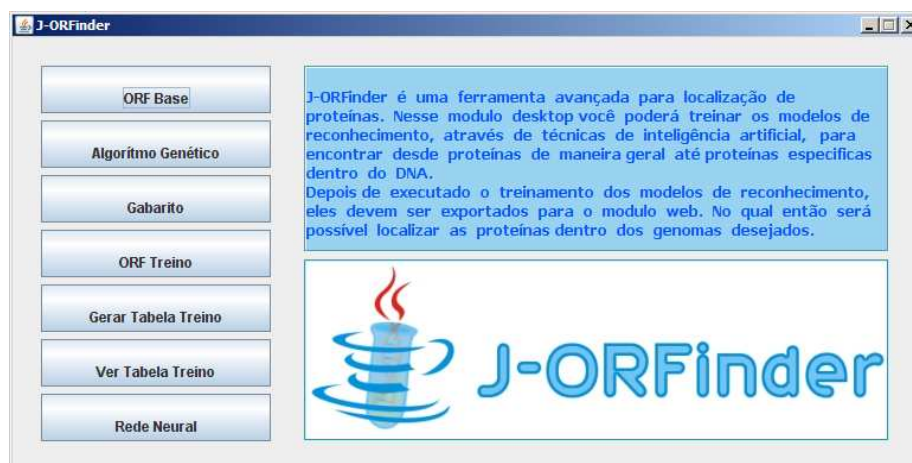 J-ORFinder
ORF Base
Algorítmo Genético
Gabarito
ORF Treino
Gerar Tabela Treino
Ver Tabela Treino
Rede Neural
J-ORFinder é uma ferramenta avançada para localização de
proteínas. Nesse modulo desktop você poderá treinar os modelos de
reconhecimento, através de técnicas de inteligência artificial, para
encontrar desde proteínas de maneira geral até proteínas especificas
dentro do DNA.
Depois de executado o treinamento dos modelos de reconhecimento,
eles devem ser exportados para o modulo web. No qual então será
possível localizar as proteínas dentro dos genomas desejados.
J-ORFinder